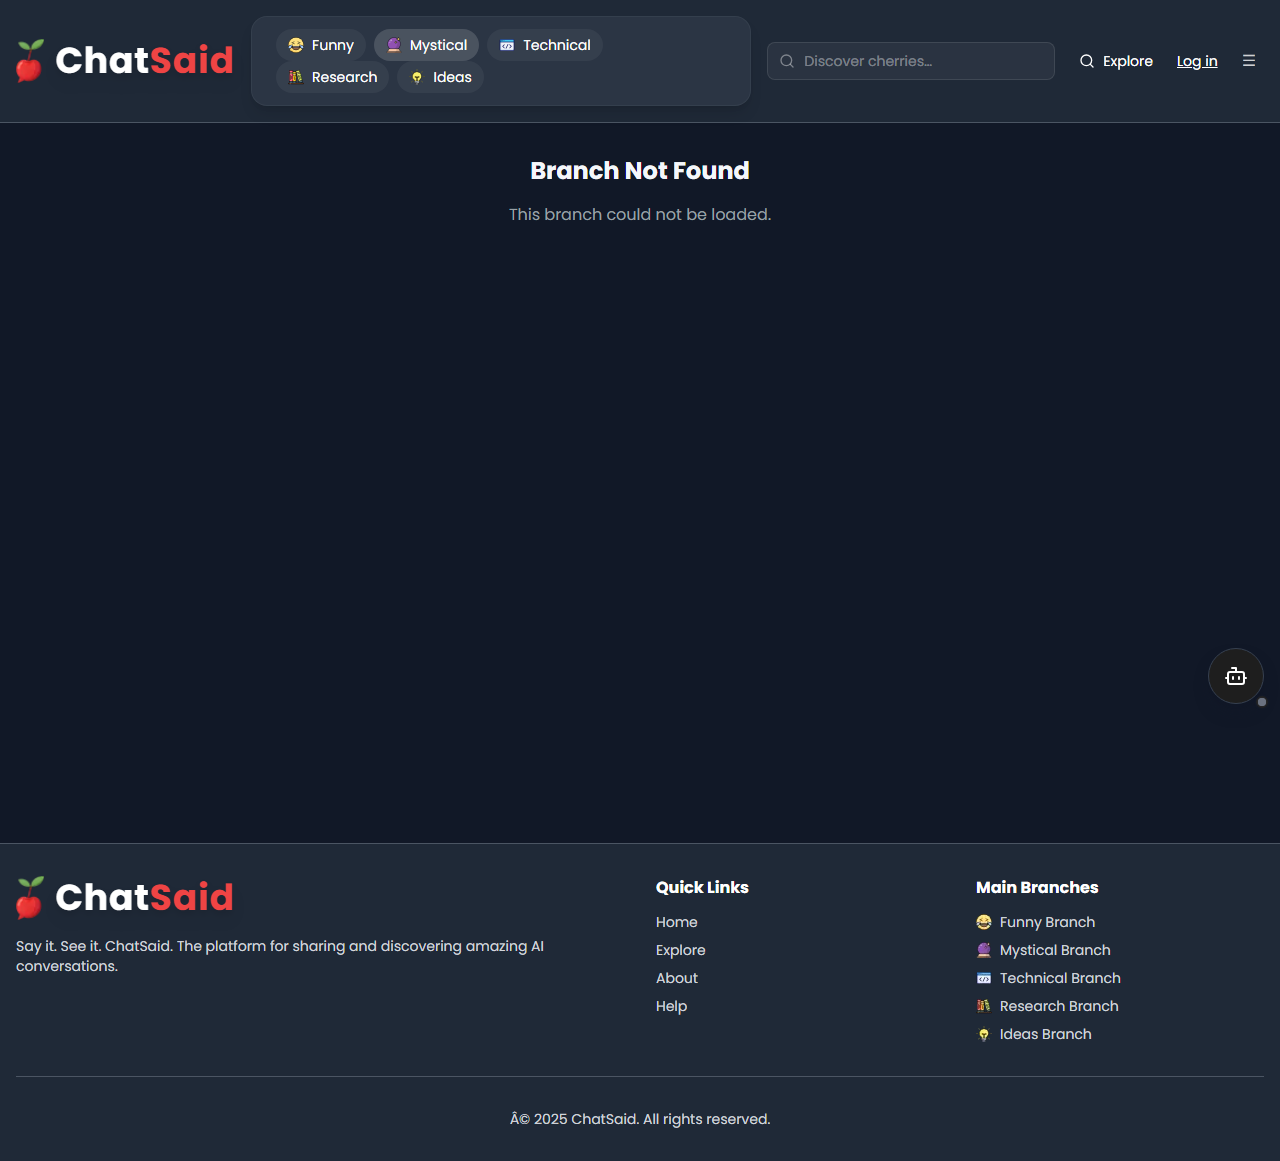 ChatSaid
Funny
Mystical
Technical
Research
Ideas
Discover cherries...
Explore
Log in
Branch Not Found
This branch could not be loaded.
ChatSaid
Say it. See it. ChatSaid. The platform for sharing and discovering amazing AI
conversations.
Quick Links
Home
Explore
About
Help
Main Branches
Funny Branch
Mystical Branch
Technical Branch
Research Branch
Ideas Branch
Â© 2025 ChatSaid. All rights reserved.